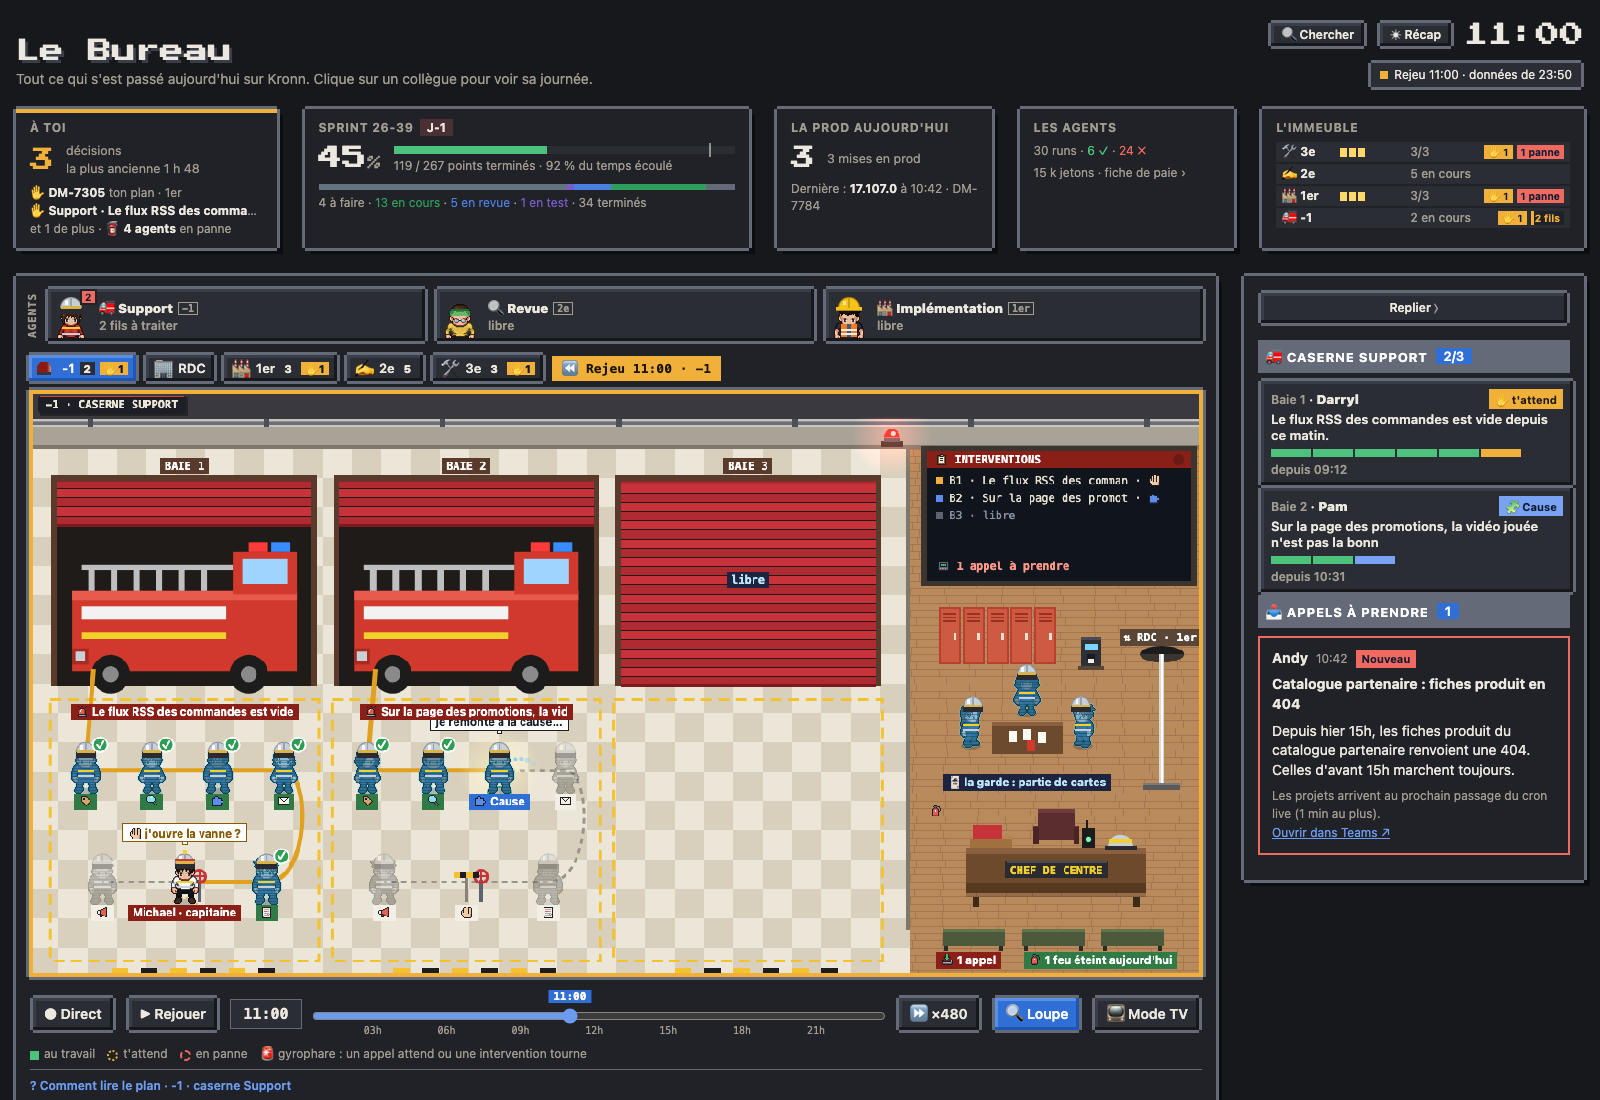 Le Bureau
Tout ce qui s'est passé aujourd'hui sur Kronn. Clique sur un collègue pour voir sa journée.
Chercher
Récap
11:00
Rejeu 11:00 · données de 23:50
À TOI
3
décisions
la plus ancienne 1 h 48
DM-7305 ton plan · 1er
Support · Le flux RSS des comma…
et 1 de plus · 4 agents en panne
SPRINT 26-39 J-1
45%
119 / 267 points terminés · 92 % du temps écoulé
4 à faire · 13 en cours · 5 en revue · 1 en test · 34 terminés
LA PROD AUJOURD'HUI
3 3 mises en prod
Dernière : 17.107.0 à 10:42 · DM-
7784
LES AGENTS
30 runs · 6 ✓ · 24 ✕
15 k jetons · fiche de paie ›
L'IMMEUBLE
3e 3/3 1 1 panne
2e 5 en cours
1er 3/3 1 1 panne
-1 2 en cours 1 2 fils
AGENTS
2
Support -1
2 fils à traiter
Revue 2e
libre
Implémentation 1er
libre
-1 2 1
RDC
1er 3 1
2e 5
3e 3 1
Rejeu 11:00 · −1
−1 · CASERNE SUPPORT
BAIE 1
BAIE 2
BAIE 3
libre
INTERVENTIONS
B1 · Le flux RSS des comman ·
B2 · Sur la page des promot ·
B3 · libre
1 appel à prendre
⇅ RDC · 1er
Le flux RSS des commandes est vide
Sur la page des promotions, la vid
je remonte à la cause…
Cause
j'ouvre la vanne ?
Michael · capitaine
la garde : partie de cartes
CHEF DE CENTRE
1 appel
1 feu éteint aujourd'hui
Direct
Rejouer
11:00
11:00
03h 06h 09h 12h 15h 18h 21h
×480
Loupe
Mode TV
au travail
t'attend
en panne
gyrophare : un appel attend ou une intervention tourne
? Comment lire le plan · -1 · caserne Support
Replier ›
CASERNE SUPPORT 2/3
Baie 1 · Darryl
t'attend
Le flux RSS des commandes est vide depuis
ce matin.
depuis 09:12
Baie 2 · Pam
Cause
Sur la page des promotions, la vidéo jouée
n'est pas la bonn
depuis 10:31
APPELS À PRENDRE 1
Andy 10:42 Nouveau
Catalogue partenaire : fiches produit en
404
Depuis hier 15h, les fiches produit du
catalogue partenaire renvoient une 404.
Celles d'avant 15h marchent toujours.
Les projets arrivent au prochain passage du cron
live (1 min au plus).
Ouvrir dans Teams ↗